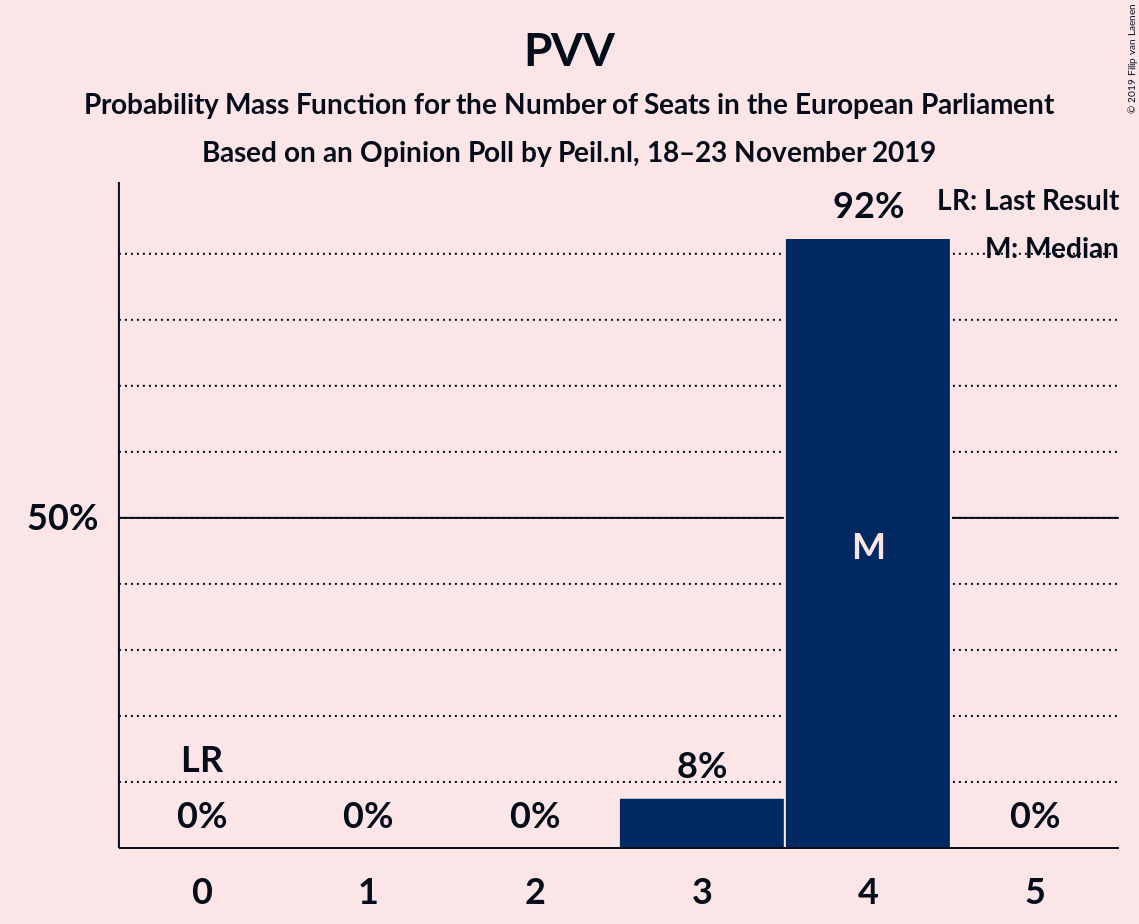 PVV
Probability Mass Function for the Number of Seats in the European Parliament
Based on an Opinion Poll by Peil.nl, 18–23 November 2019
© 2019 Filip van Laenen
LR: Last Result
M: Median
92%
50%
M
LR
8%
0%
0%
0%
0%
0
1
2
3
4
5